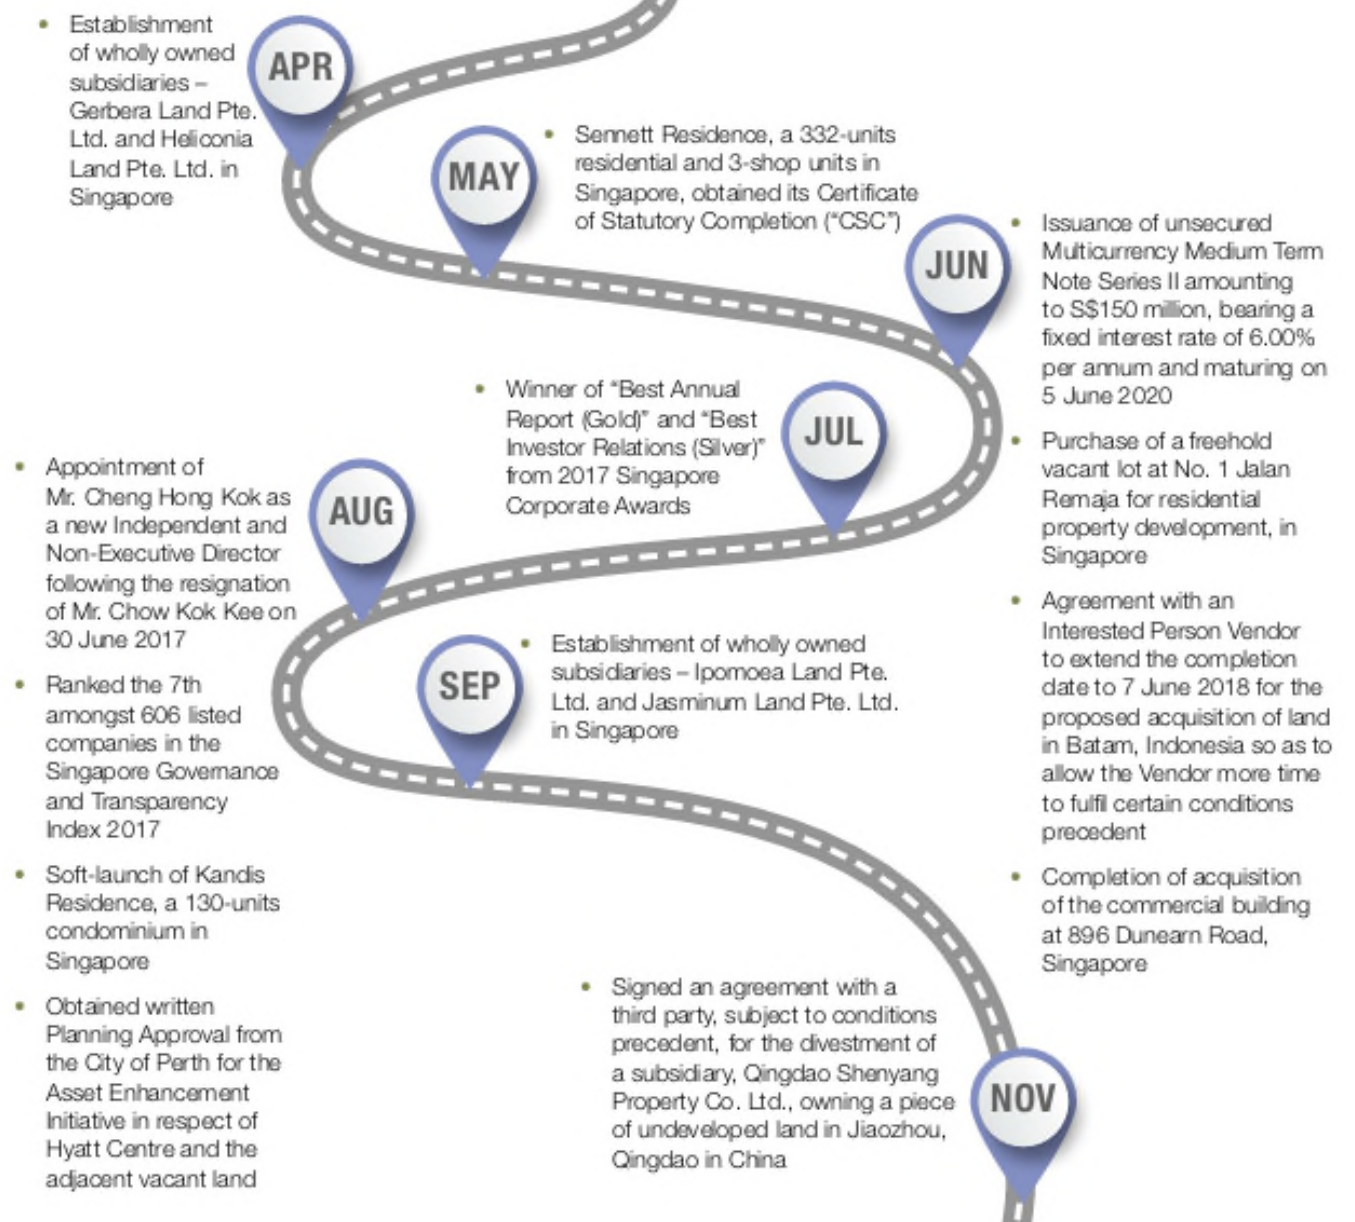 APR
• Establishment
of wholly owned
subsidiaries –
Gerbera Land Pte.
Ltd. and Heliconia
Land Pte. Ltd. in
Singapore
MAY
• Sennett Residence, a 332-units
residential and 3-shop units in
Singapore, obtained its Certificate
of Statutory Completion (“CSC”)
JUN
• Issuance of unsecured
Multicurrency Medium Term
Note Series II amounting
to S$150 million, bearing a
fixed interest rate of 6.00%
per annum and maturing on
5 June 2020
• Purchase of a freehold
vacant lot at No. 1 Jalan
Remaja for residential
property development, in
Singapore
• Agreement with an
Interested Person Vendor
to extend the completion
date to 7 June 2018 for the
proposed acquisition of land
in Batam, Indonesia so as to
allow the Vendor more time
to fulfil certain conditions
precedent
• Completion of acquisition
of the commercial building
at 896 Dunearn Road,
Singapore
JUL
• Winner of “Best Annual
Report (Gold)” and “Best
Investor Relations (Silver)”
from 2017 Singapore
Corporate Awards
AUG
• Appointment of
Mr. Cheng Hong Kok as
a new Independent and
Non-Executive Director
following the resignation
of Mr. Chow Kok Kee on
30 June 2017
• Ranked the 7th
amongst 606 listed
companies in the
Singapore Governance
and Transparency
Index 2017
• Soft-launch of Kandis
Residence, a 130-units
condominium in
Singapore
• Obtained written
Planning Approval from
the City of Perth for the
Asset Enhancement
Initiative in respect of
Hyatt Centre and the
adjacent vacant land
SEP
• Establishment of wholly owned
subsidiaries – Ipomoea Land Pte.
Ltd. and Jasminum Land Pte. Ltd.
in Singapore
NOV
• Signed an agreement with a
third party, subject to conditions
precedent, for the divestment of
a subsidiary, Qingdao Shenyang
Property Co. Ltd., owning a piece
of undeveloped land in Jiaozhou,
Qingdao in China